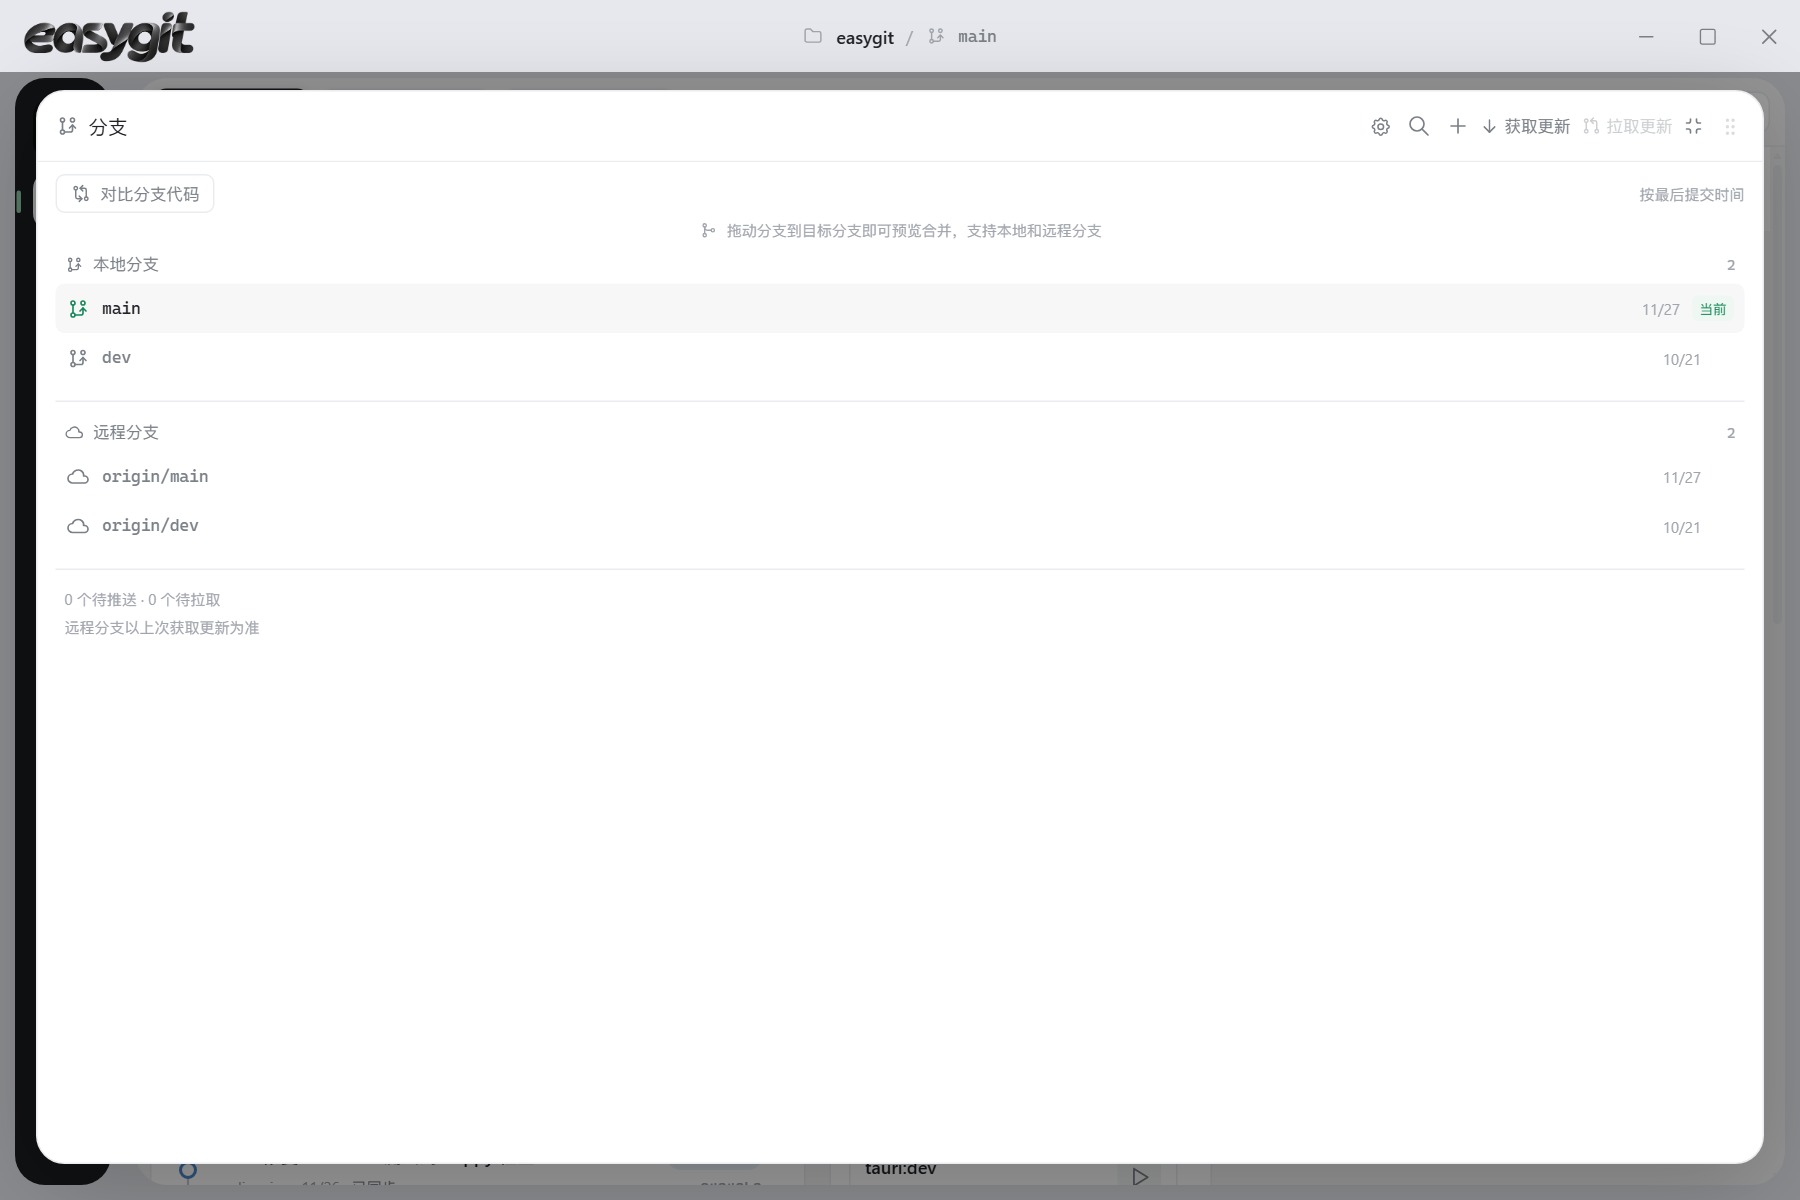 easygit
easygit / main
分支
获取更新 拉取更新
对比分支代码
按最后提交时间
拖动分支到目标分支即可预览合并，支持本地和远程分支
本地分支 2
main 11/27 当前
dev 10/21
远程分支 2
origin/main 11/27
origin/dev 10/21
0 个待推送 · 0 个待拉取
远程分支以上次获取更新为准
tauri:dev